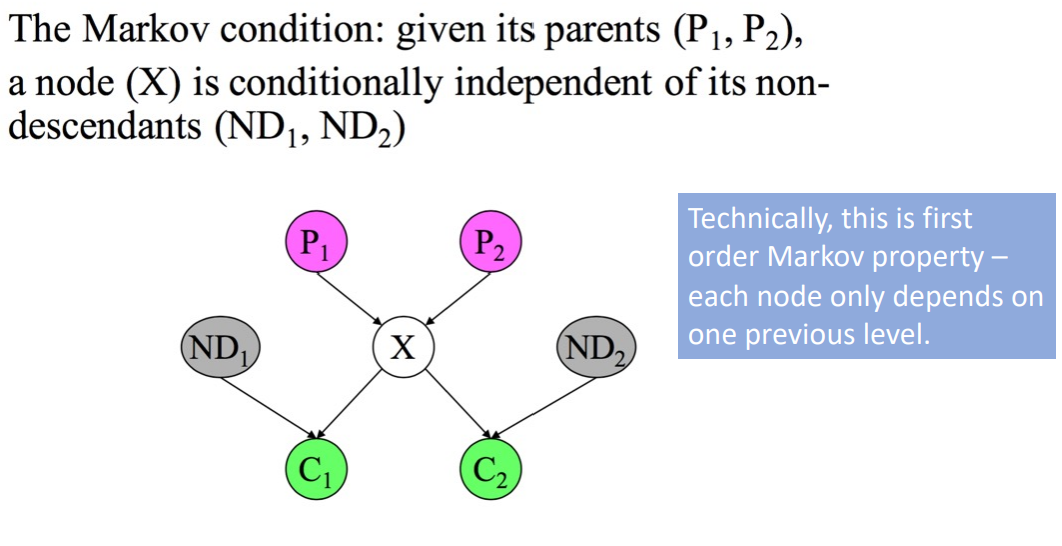 The Markov condition: given its parents (P₁, P₂),
a node (X) is conditionally independent of its non-
descendants (ND₁, ND₂)
Technically, this is first
order Markov property –
each node only depends on
one previous level.
P₁
P₂
ND₁
X
ND₂
C₁
C₂